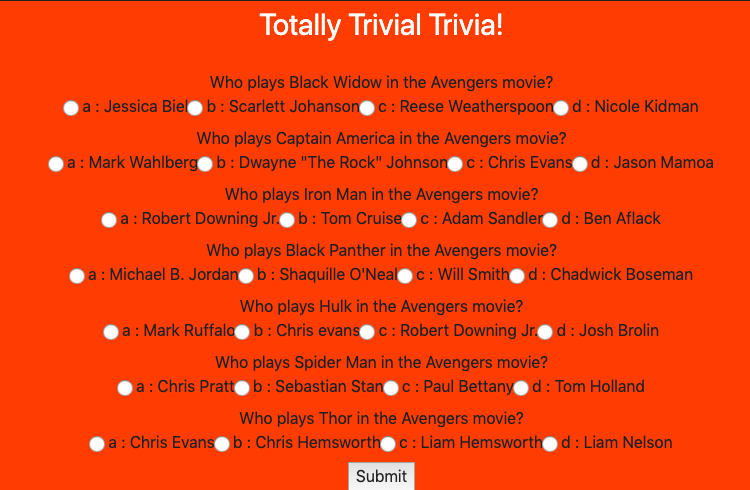 Totally Trivial Trivia!
Who plays Black Widow in the Avengers movie?
a : Jessica Biel b : Scarlett Johanson c : Reese Weatherspoon d : Nicole Kidman
Who plays Captain America in the Avengers movie?
a : Mark Wahlberg b : Dwayne "The Rock" Johnson c : Chris Evans d : Jason Mamoa
Who plays Iron Man in the Avengers movie?
a : Robert Downing Jr. b : Tom Cruise c : Adam Sandler d : Ben Aflack
Who plays Black Panther in the Avengers movie?
a : Michael B. Jordan b : Shaquille O'Neal c : Will Smith d : Chadwick Boseman
Who plays Hulk in the Avengers movie?
a : Mark Ruffalo b : Chris evans c : Robert Downing Jr. d : Josh Brolin
Who plays Spider Man in the Avengers movie?
a : Chris Pratt b : Sebastian Stan c : Paul Bettany d : Tom Holland
Who plays Thor in the Avengers movie?
a : Chris Evans b : Chris Hemsworth c : Liam Hemsworth d : Liam Nelson
Submit